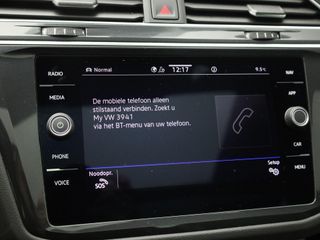 RADIO
MEDIA
PHONE
VOICE
Normal
12:17
9.5°C
NAV
APP
CAR
MENU
De mobiele telefoon alleen
stilstaand verbinden. Zoekt u
My VW 3941
via het BT-menu van uw telefoon.
Noodopr.
SOS
Setup